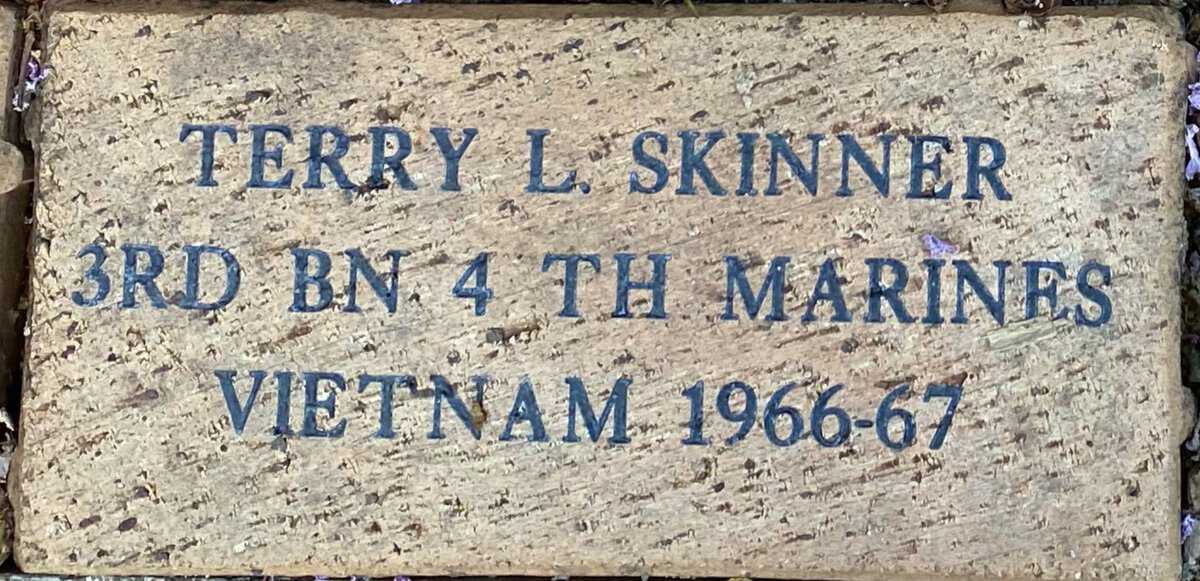 TERRY L. SKINNER
3RD BN 4 TH MARINES
VIETNAM 1966-67